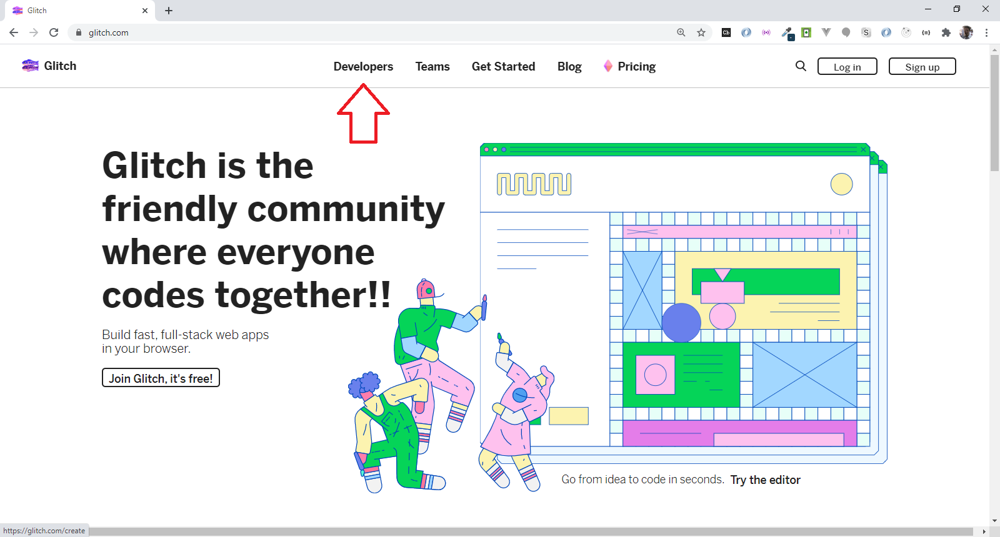 Glitch
glitch.com
Glitch
Developers
Teams
Get Started
Blog
Pricing
Log in
Sign up
Glitch is the
friendly community
where everyone
codes together!!
Build fast, full-stack web apps
in your browser.
Join Glitch, it's free!
Go from idea to code in seconds. Try the editor
https://glitch.com/create